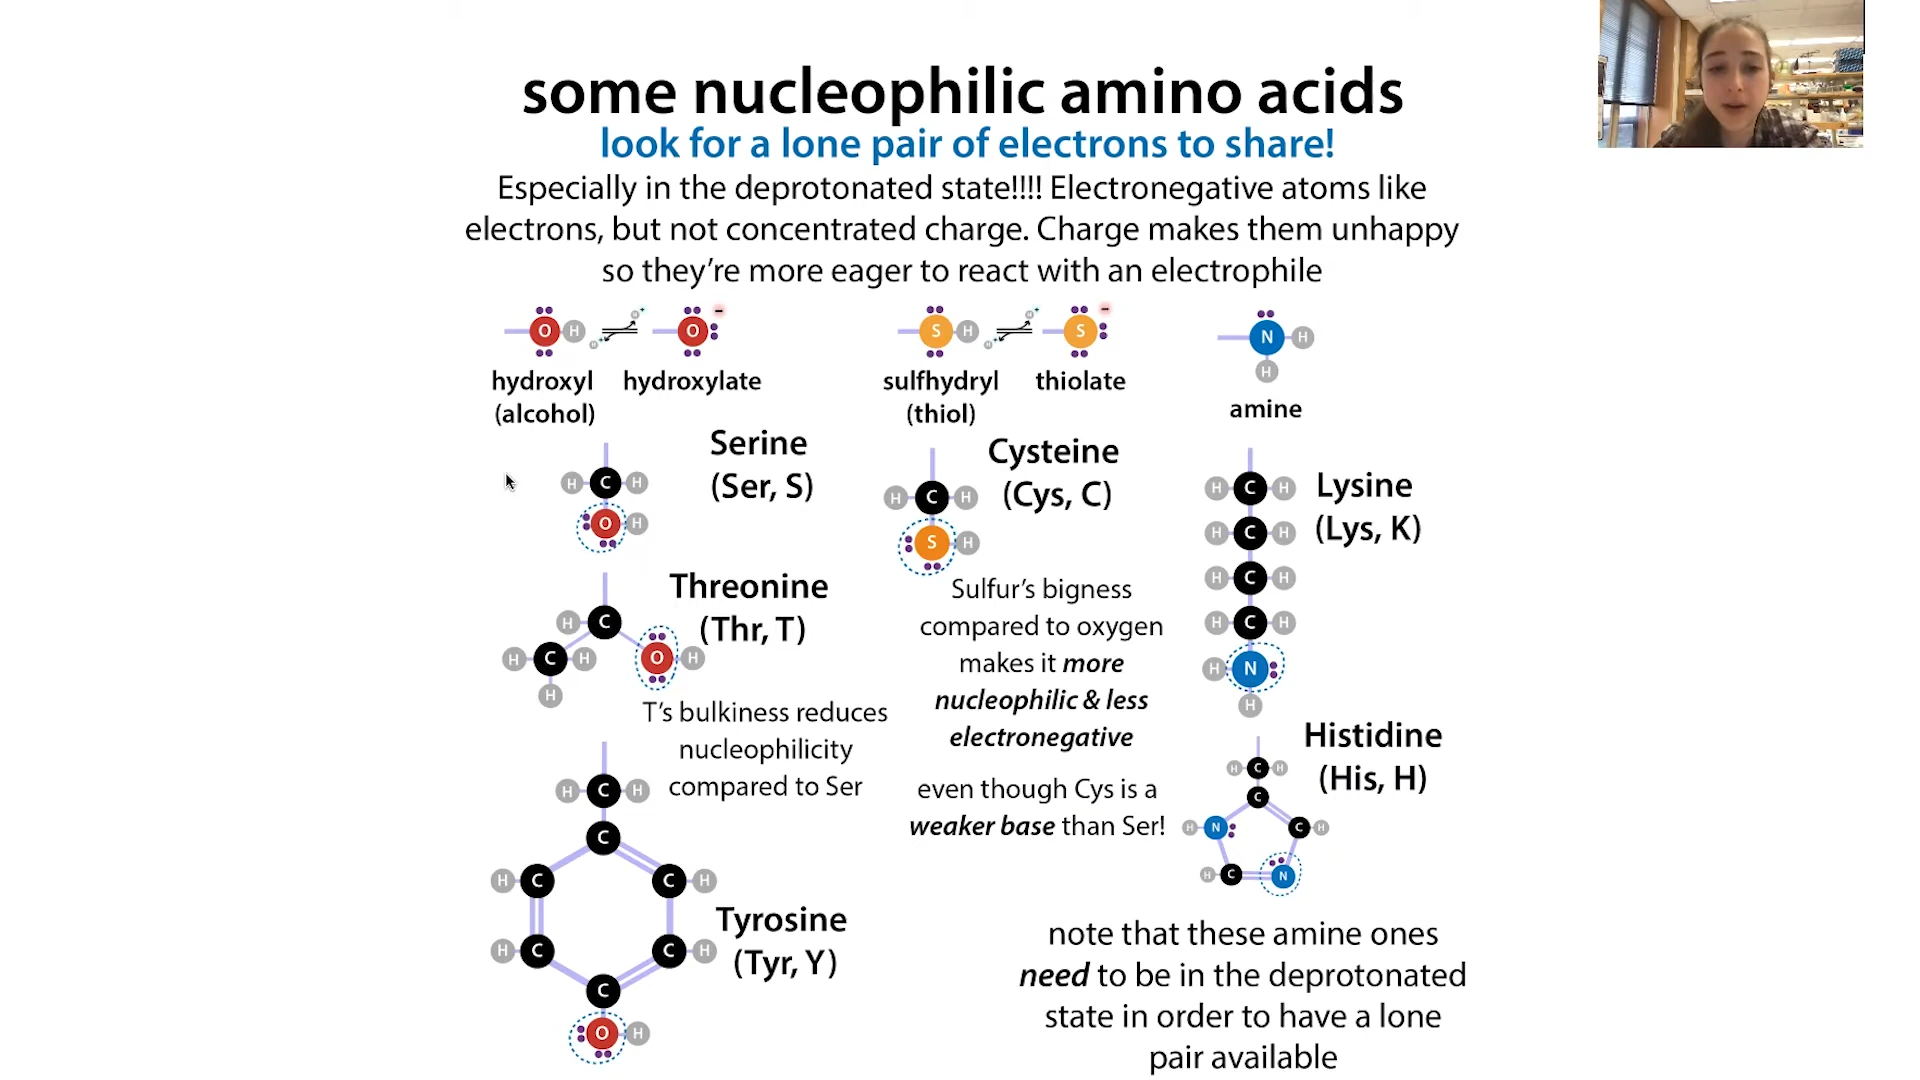 some nucleophilic amino acids
look for a lone pair of electrons to share!
Especially in the deprotonated state!!!! Electronegative atoms like
electrons, but not concentrated charge. Charge makes them unhappy
so they're more eager to react with an electrophile
O H H+ H+ O -
hydroxyl
(alcohol)
hydroxylate
S H H+ H+ S -
sulfhydryl
(thiol)
thiolate
N H
H
amine
Serine
(Ser, S)
H C H
O H
Threonine
(Thr, T)
H C
H C H O H
H
T's bulkiness reduces
nucleophilicity
compared to Ser
H C H
C
H C C H
H C C H
C
O H
Tyrosine
(Tyr, Y)
Cysteine
(Cys, C)
H C H
S H
Sulfur's bigness
compared to oxygen
makes it more
nucleophilic & less
electronegative
even though Cys is a
weaker base than Ser!
Lysine
(Lys, K)
H C H
H C H
H C H
H C H
H N
H
Histidine
(His, H)
H C H
C
H N C H
H C N
note that these amine ones
need to be in the deprotonated
state in order to have a lone
pair available